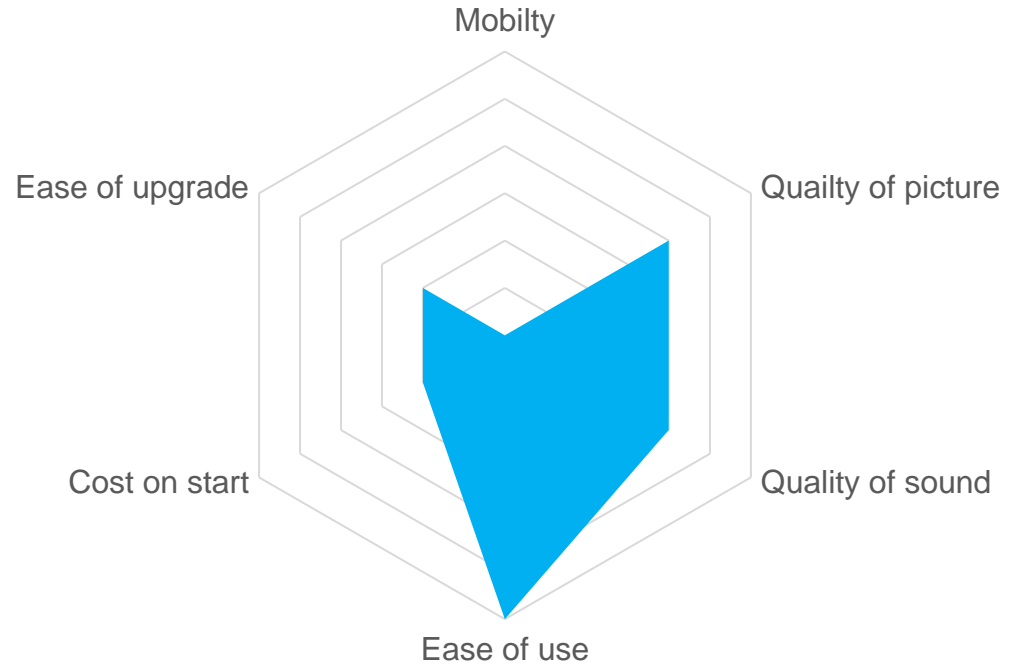 Mobilty
Ease of upgrade
Quailty of picture
Cost on start
Quality of sound
Ease of use